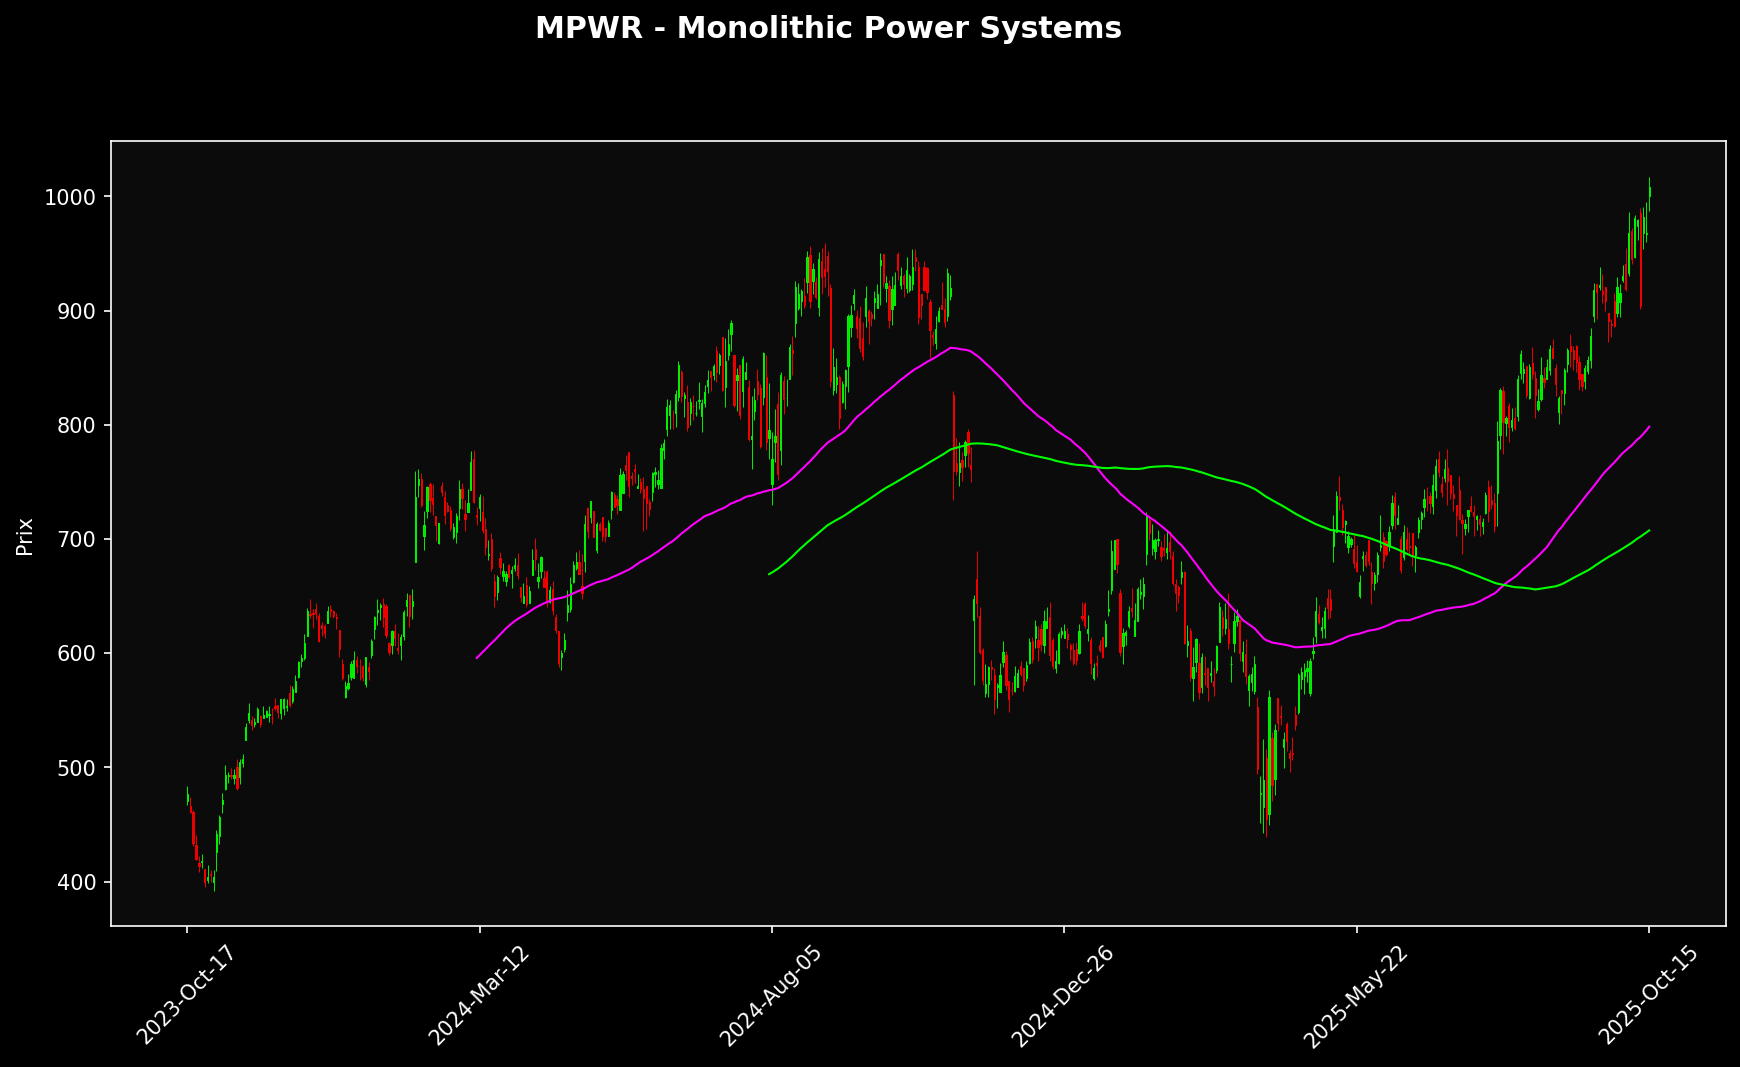 MPWR - Monolithic Power Systems
Prix
1000
900
800
700
600
500
400
2023-Oct-17
2024-Mar-12
2024-Aug-05
2024-Dec-26
2025-May-22
2025-Oct-15